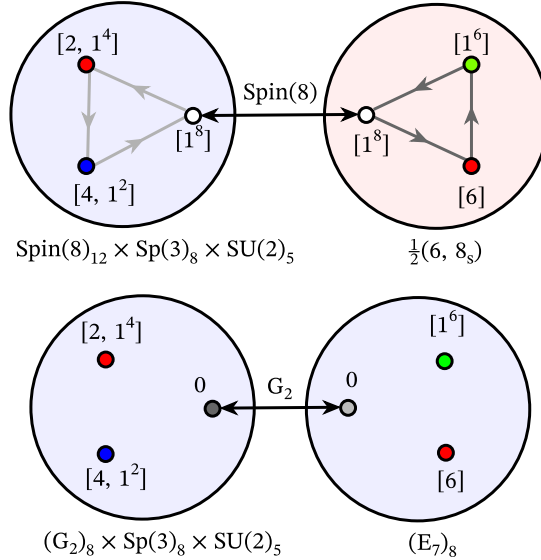 [2, 1⁴]
[1⁶]
Spin(8)
[1⁸]
[1⁸]
[4, 1²]
[6]
Spin(8)₁₂ × Sp(3)₈ × SU(2)₅
½(6, 8ₛ)
[2, 1⁴]
[1⁶]
0
G₂
0
[4, 1²]
[6]
(G₂)₈ × Sp(3)₈ × SU(2)₅
(E₇)₈